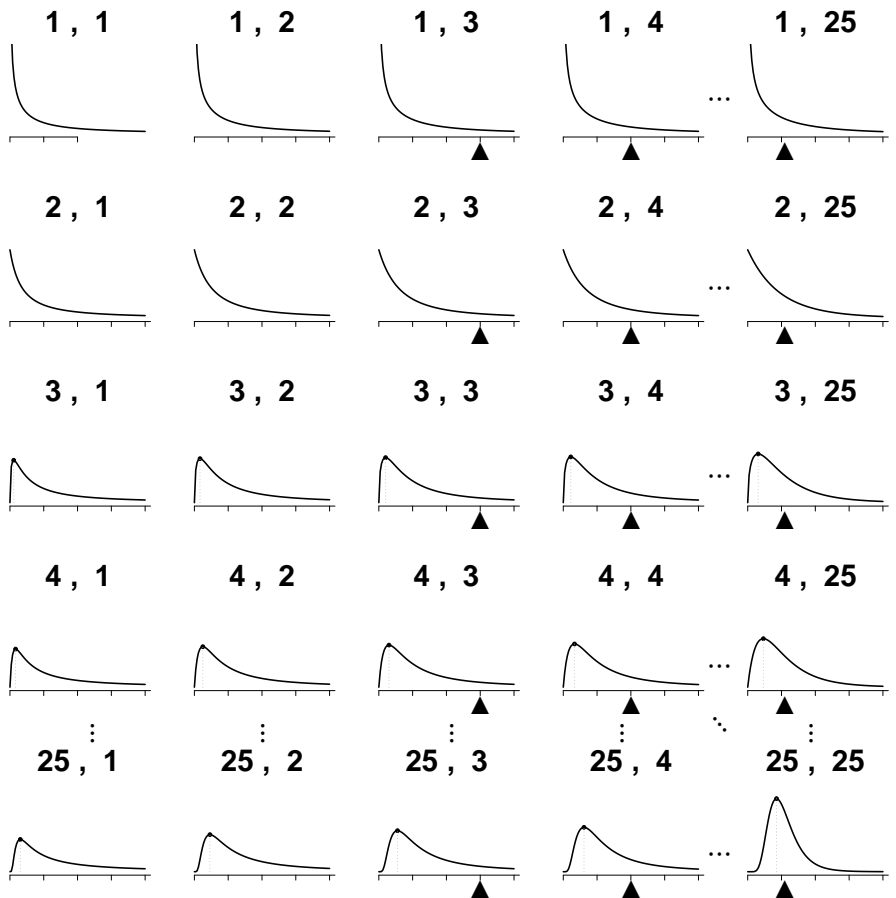 1 , 1 1 , 2 1 , 3 1 , 4 1 , 25
...
2 , 1 2 , 2 2 , 3 2 , 4 2 , 25
...
3 , 1 3 , 2 3 , 3 3 , 4 3 , 25
...
4 , 1 4 , 2 4 , 3 4 , 4 4 , 25
...
25 , 1 25 , 2 25 , 3 25 , 4 25 , 25
...